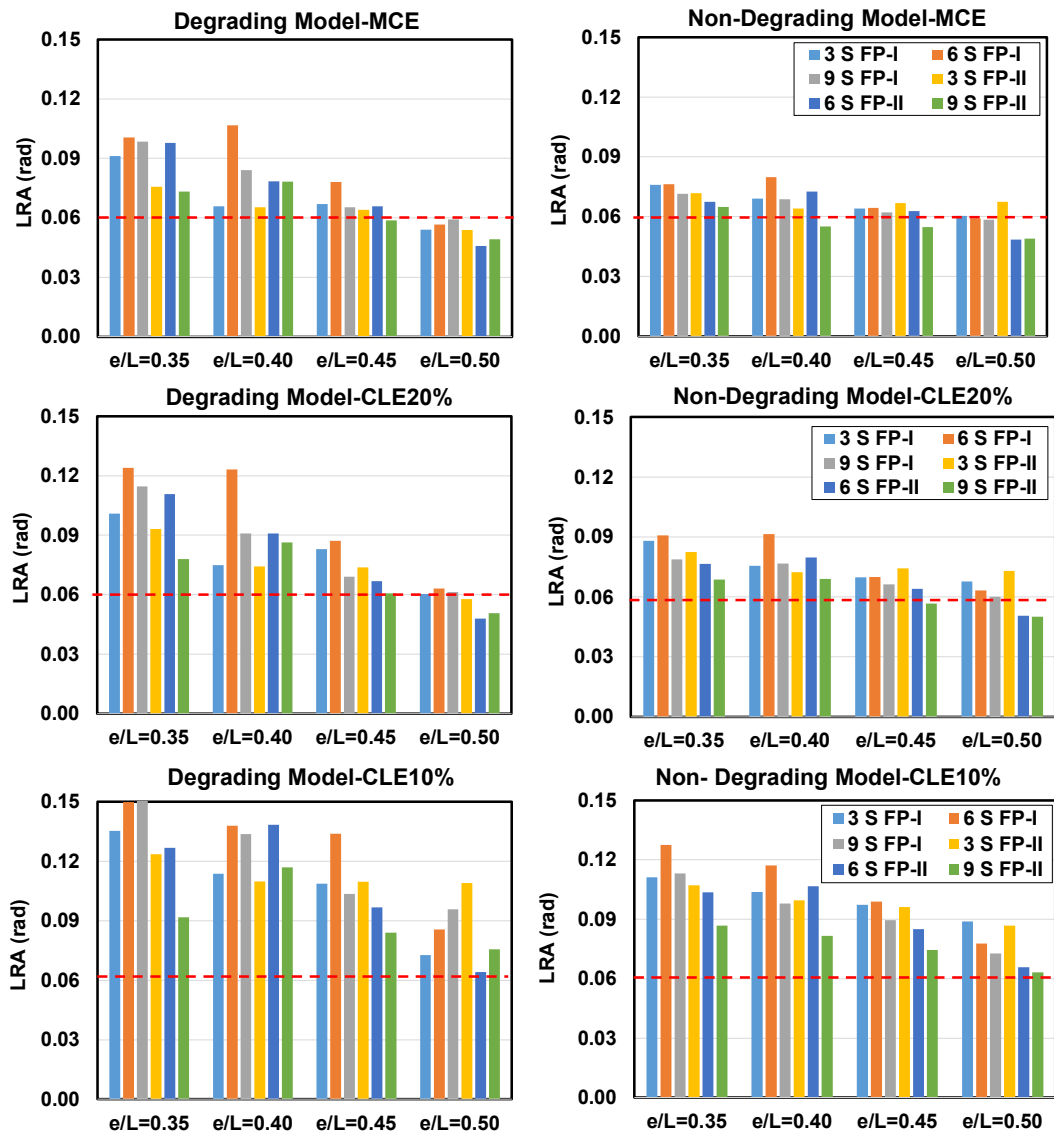 Degrading Model-MCE
LRA (rad)
0.15
0.12
0.09
0.06
0.03
0.00
e/L=0.35 e/L=0.40 e/L=0.45 e/L=0.50
Non-Degrading Model-MCE
LRA (rad)
0.15
0.12
0.09
0.06
0.03
0.00
3 S FP-I 6 S FP-I
9 S FP-I 3 S FP-II
6 S FP-II 9 S FP-II
e/L=0.35 e/L=0.40 e/L=0.45 e/L=0.50
Degrading Model-CLE20%
LRA (rad)
0.15
0.12
0.09
0.06
0.03
0.00
e/L=0.35 e/L=0.40 e/L=0.45 e/L=0.50
Non-Degrading Model-CLE20%
LRA (rad)
0.15
0.12
0.09
0.06
0.03
0.00
3 S FP-I 6 S FP-I
9 S FP-I 3 S FP-II
6 S FP-II 9 S FP-II
e/L=0.35 e/L=0.40 e/L=0.45 e/L=0.50
Degrading Model-CLE10%
LRA (rad)
0.15
0.12
0.09
0.06
0.03
0.00
e/L=0.35 e/L=0.40 e/L=0.45 e/L=0.50
Non- Degrading Model-CLE10%
LRA (rad)
0.15
0.12
0.09
0.06
0.03
0.00
3 S FP-I 6 S FP-I
9 S FP-I 3 S FP-II
6 S FP-II 9 S FP-II
e/L=0.35 e/L=0.40 e/L=0.45 e/L=0.50